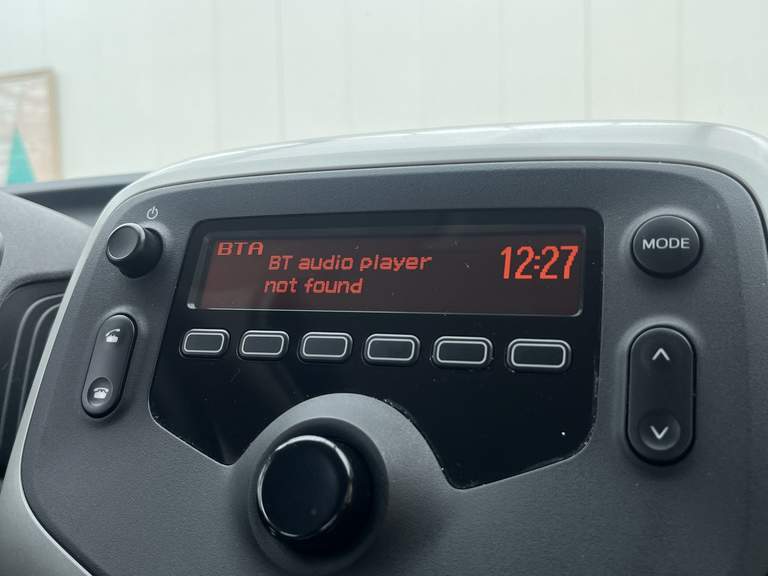 BTA
BT audio player
not found
12:27
MODE